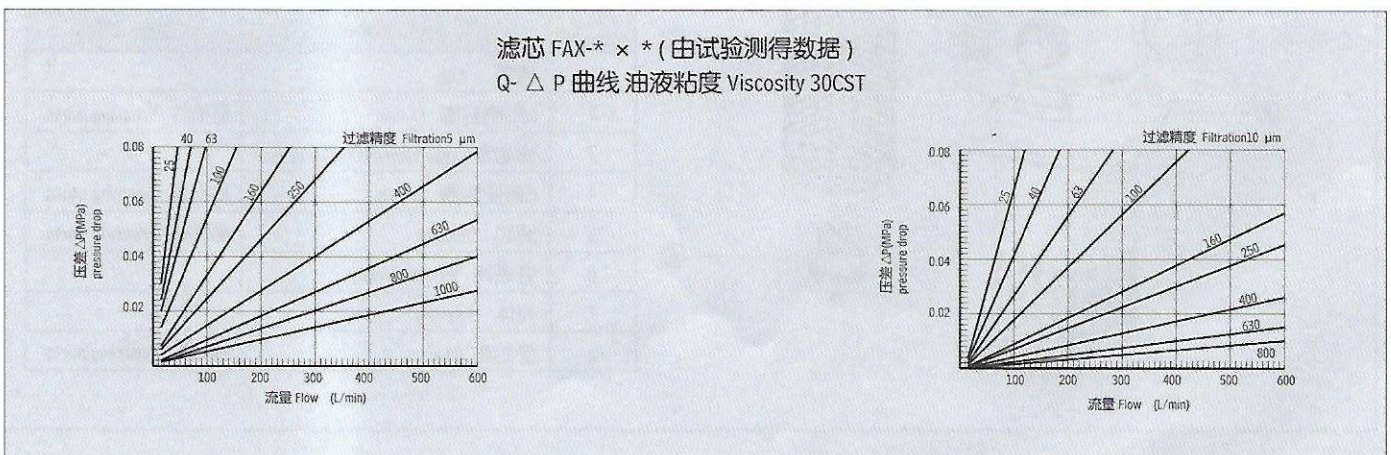 滤芯 FAX-* × * (由试验测得数据)
Q- △ P 曲线 油液粘度 Viscosity 30CST
过滤精度 Filtration5 μm
40 63
25
100
160
250
400
630
800
1000
0.08
0.06
0.04
0.02
压差 △P(MPa)
pressure drop
100 200 300 400 500 600
流量 Flow (L/min)
过滤精度 Filtration10 μm
25
40
63
100
160
250
400
630
800
0.08
0.06
0.04
0.02
压差 △P(MPa)
pressure drop
100 200 300 400 500 600
流量 Flow (L/min)